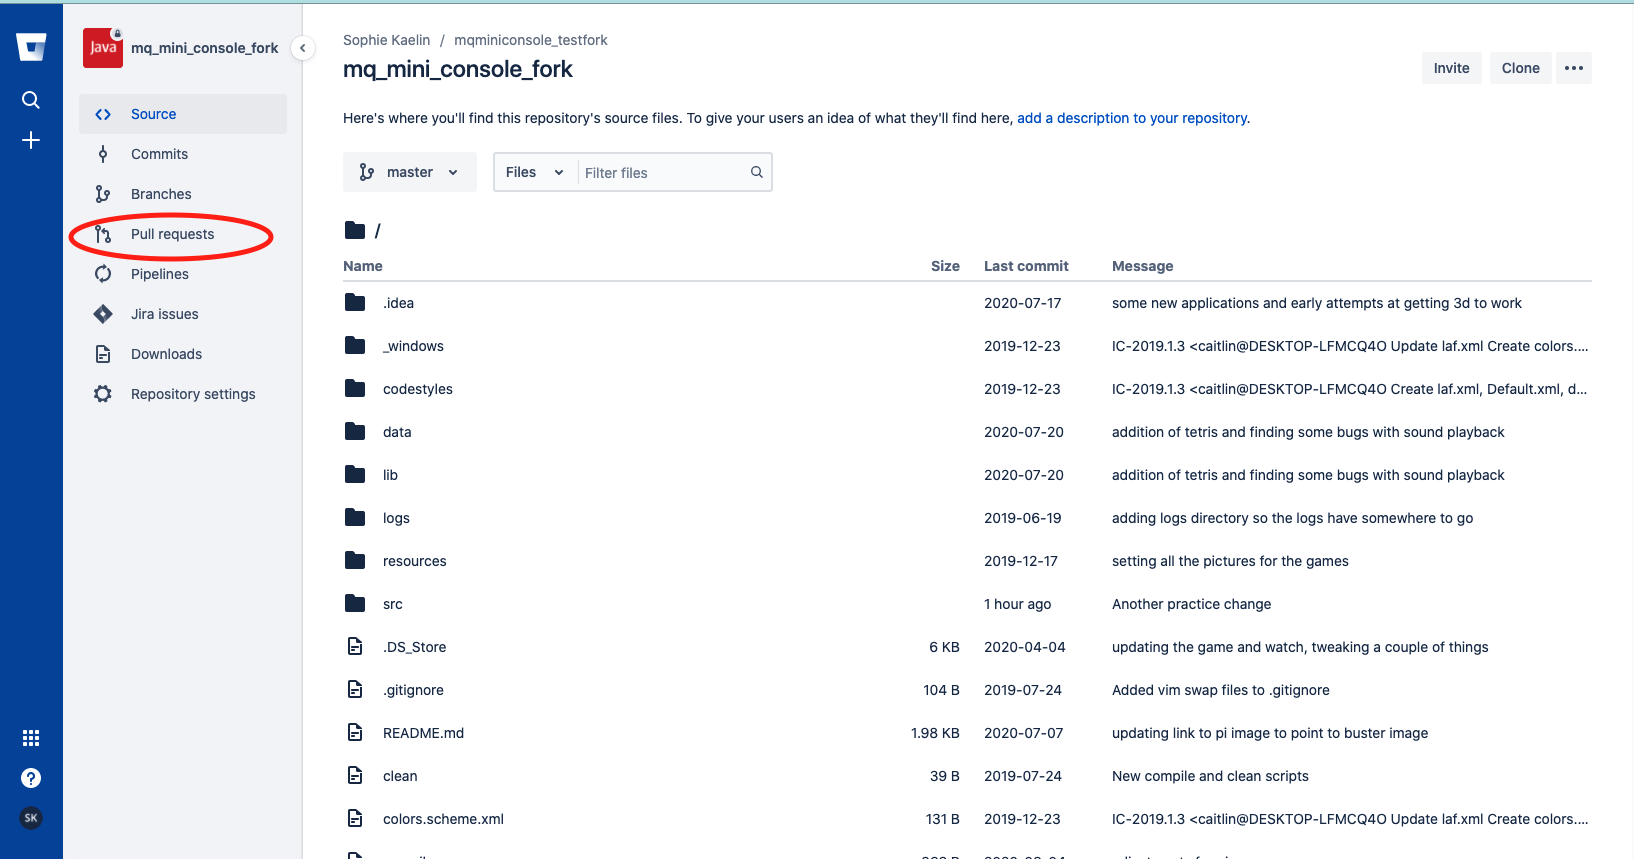 Java
mq_mini_console_fork
Source
Commits
Branches
Pull requests
Pipelines
Jira issues
Downloads
Repository settings
SK
Sophie Kaelin / mqminiconsole_testfork
mq_mini_console_fork
Invite
Clone
Here's where you'll find this repository's source files. To give your users an idea of what they'll find here, add a description to your repository.
master
Files
Filter files
/
Name Size Last commit Message
.idea 2020-07-17 some new applications and early attempts at getting 3d to work
_windows 2019-12-23 IC-2019.1.3 <caitlin@DESKTOP-LFMCQ4O Update laf.xml Create colors....
codestyles 2019-12-23 IC-2019.1.3 <caitlin@DESKTOP-LFMCQ4O Create laf.xml, Default.xml, d...
data 2020-07-20 addition of tetris and finding some bugs with sound playback
lib 2020-07-20 addition of tetris and finding some bugs with sound playback
logs 2019-06-19 adding logs directory so the logs have somewhere to go
resources 2019-12-17 setting all the pictures for the games
src 1 hour ago Another practice change
.DS_Store 6 KB 2020-04-04 updating the game and watch, tweaking a couple of things
.gitignore 104 B 2019-07-24 Added vim swap files to .gitignore
README.md 1.98 KB 2020-07-07 updating link to pi image to point to buster image
clean 39 B 2019-07-24 New compile and clean scripts
colors.scheme.xml 131 B 2019-12-23 IC-2019.1.3 <caitlin@DESKTOP-LFMCQ4O Update laf.xml Create colors....